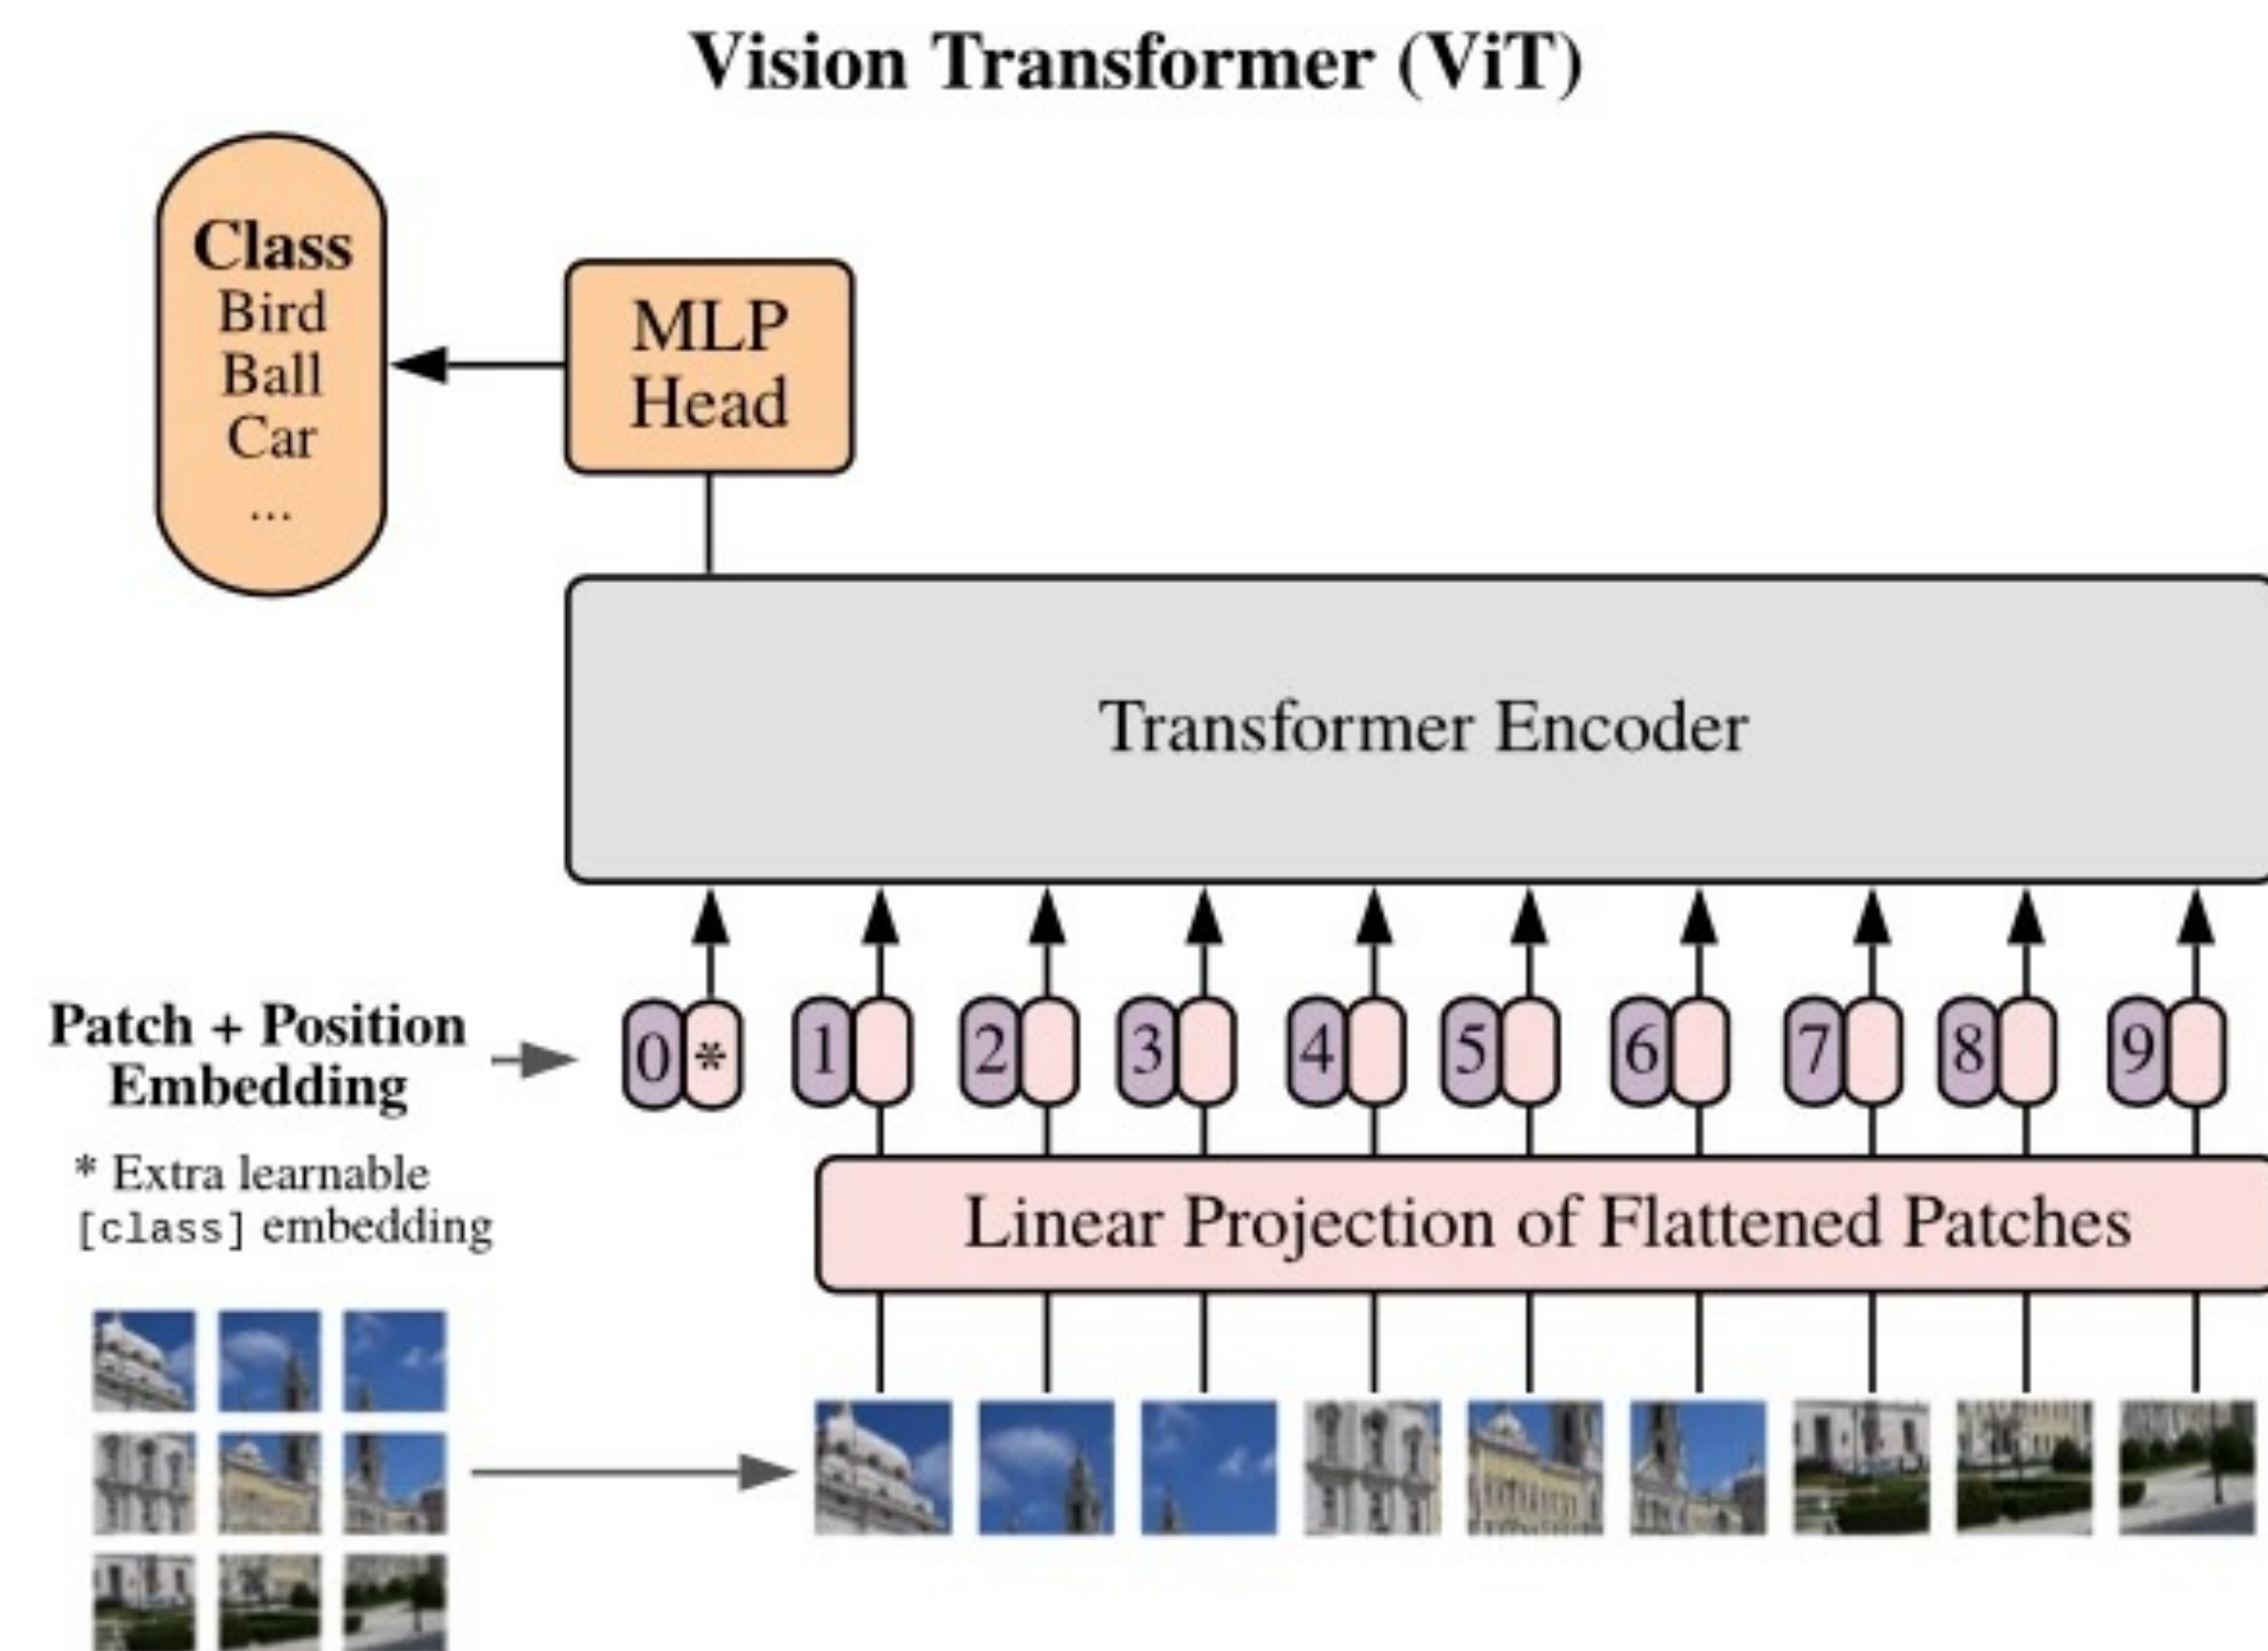 Vision Transformer (ViT)
Class
Bird
Ball
Car
...
MLP
Head
Transformer Encoder
Patch + Position
Embedding
0 * 1 2 3 4 5 6 7 8 9
* Extra learnable
[class] embedding
Linear Projection of Flattened Patches